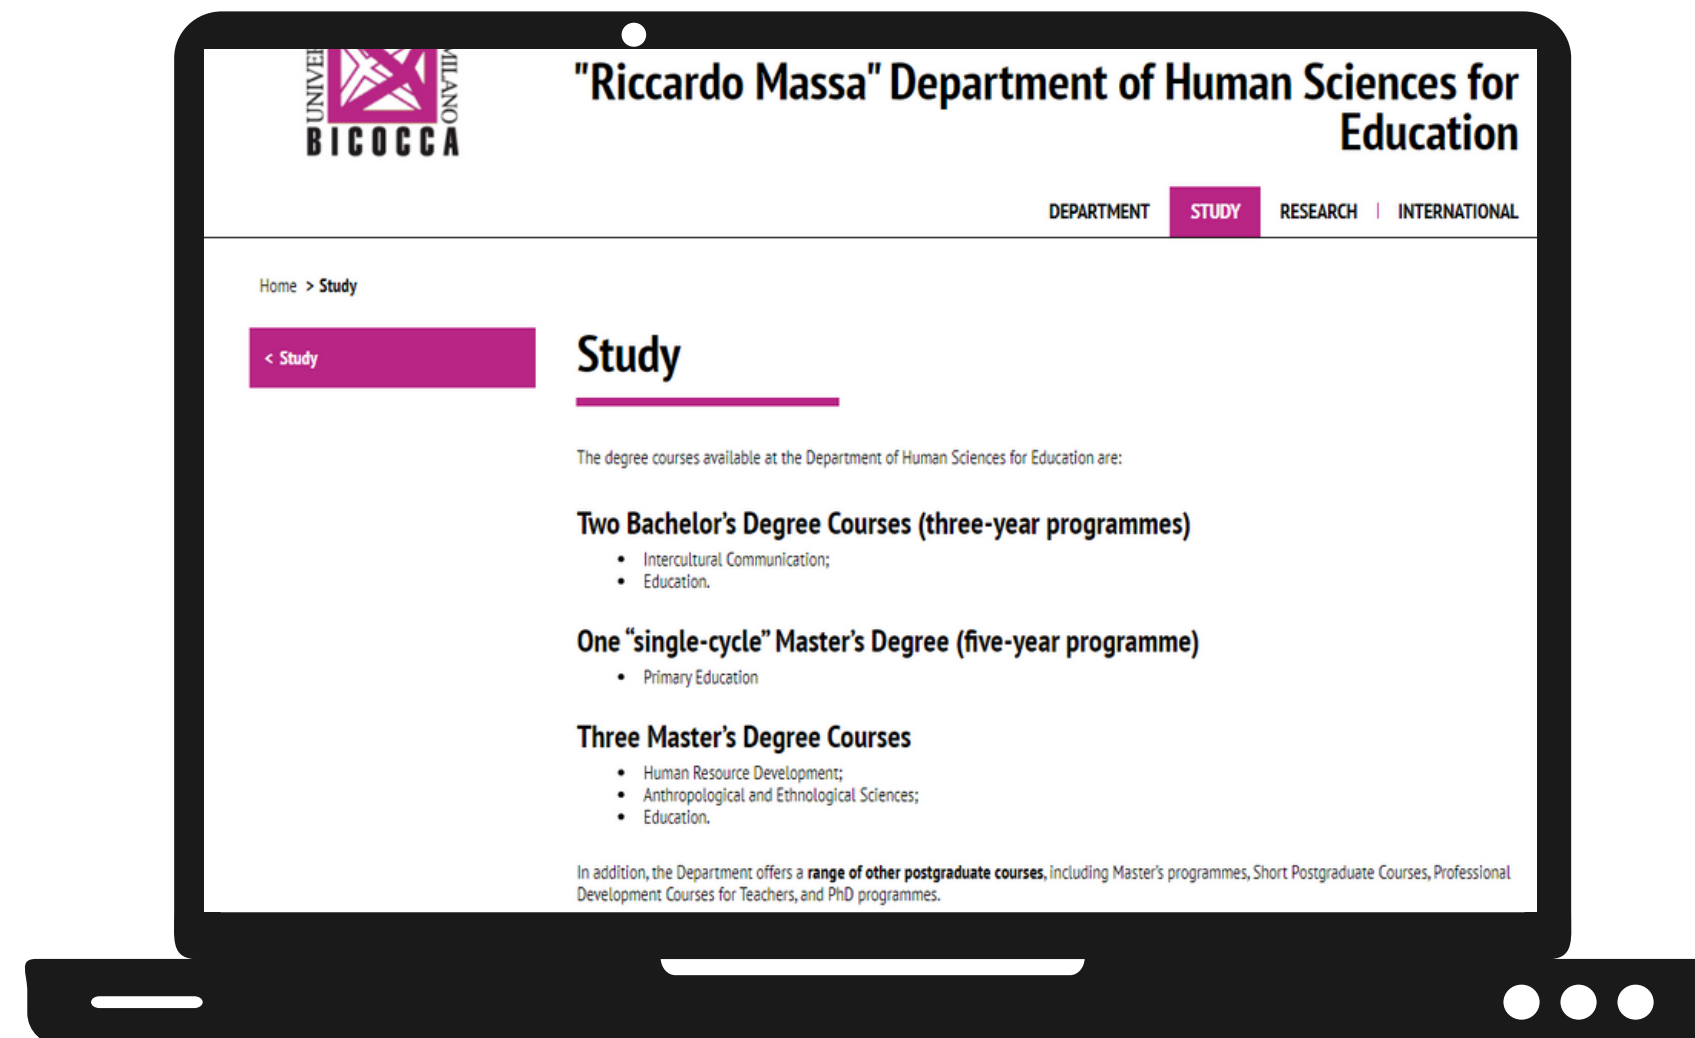 MILANO
BICOCCA
"Riccardo Massa" Department of Human Sciences for
Education
DEPARTMENT STUDY RESEARCH | INTERNATIONAL
Home > Study
< Study
Study
The degree courses available at the Department of Human Sciences for Education are:
Two Bachelor's Degree Courses (three-year programmes)
• Intercultural Communication;
• Education.
One “single-cycle” Master's Degree (five-year programme)
• Primary Education
Three Master's Degree Courses
• Human Resource Development;
• Anthropological and Ethnological Sciences;
• Education.
In addition, the Department offers a range of other postgraduate courses, including Master's programmes, Short Postgraduate Courses, Professional
Development Courses for Teachers, and PhD programmes.